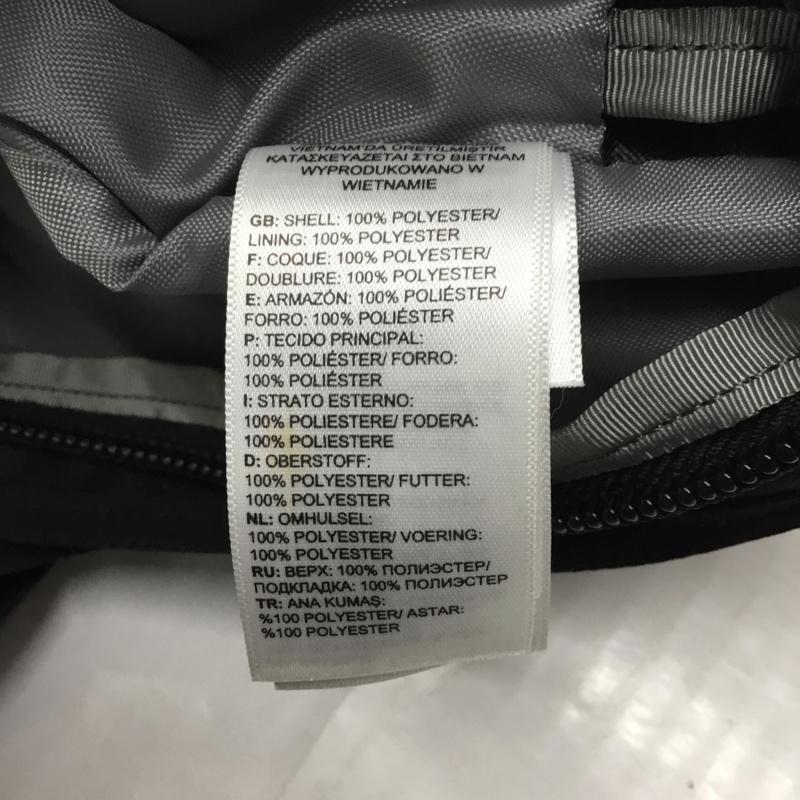 VIETNAM'DA ÜRETİLMİŞTİR
ΚΑΤΑΣΚΕΥΑΖΕΤΑΙ ΣΤΟ ΒΙΕΤΝΑΜ
WYPRODUKOWANO W
WIETNAMIE
GB: SHELL: 100% POLYESTER/
LINING: 100% POLYESTER
F: COQUE: 100% POLYESTER/
DOUBLURE: 100% POLYESTER
E: ARMAZÓN: 100% POLIÉSTER/
FORRO: 100% POLIÉSTER
P: TECIDO PRINCIPAL:
100% POLIÉSTER/ FORRO:
100% POLIÉSTER
I: STRATO ESTERNO:
100% POLIESTERE/ FODERA:
100% POLIESTERE
D: OBERSTOFF:
100% POLYESTER/ FUTTER:
100% POLYESTER
NL: OMHULSEL:
100% POLYESTER/ VOERING:
100% POLYESTER
RU: ВЕРХ: 100% ПОЛИЭСТЕР/
ПОДКЛАДКА: 100% ПОЛИЭСТЕР
TR: ANA KUMAŞ:
%100 POLYESTER/ ASTAR:
%100 POLYESTER